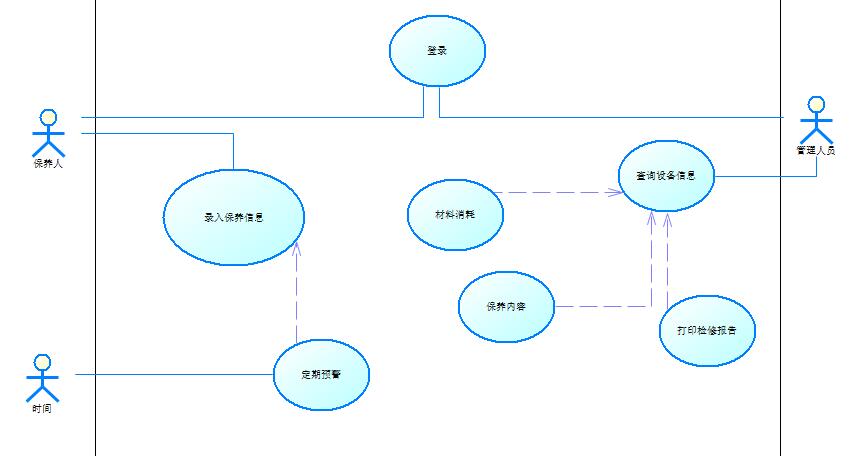 登录
保养人
管理人员
查询设备信息
录入保养信息
材料消耗
保养内容
打印检修报告
定期预警
时间